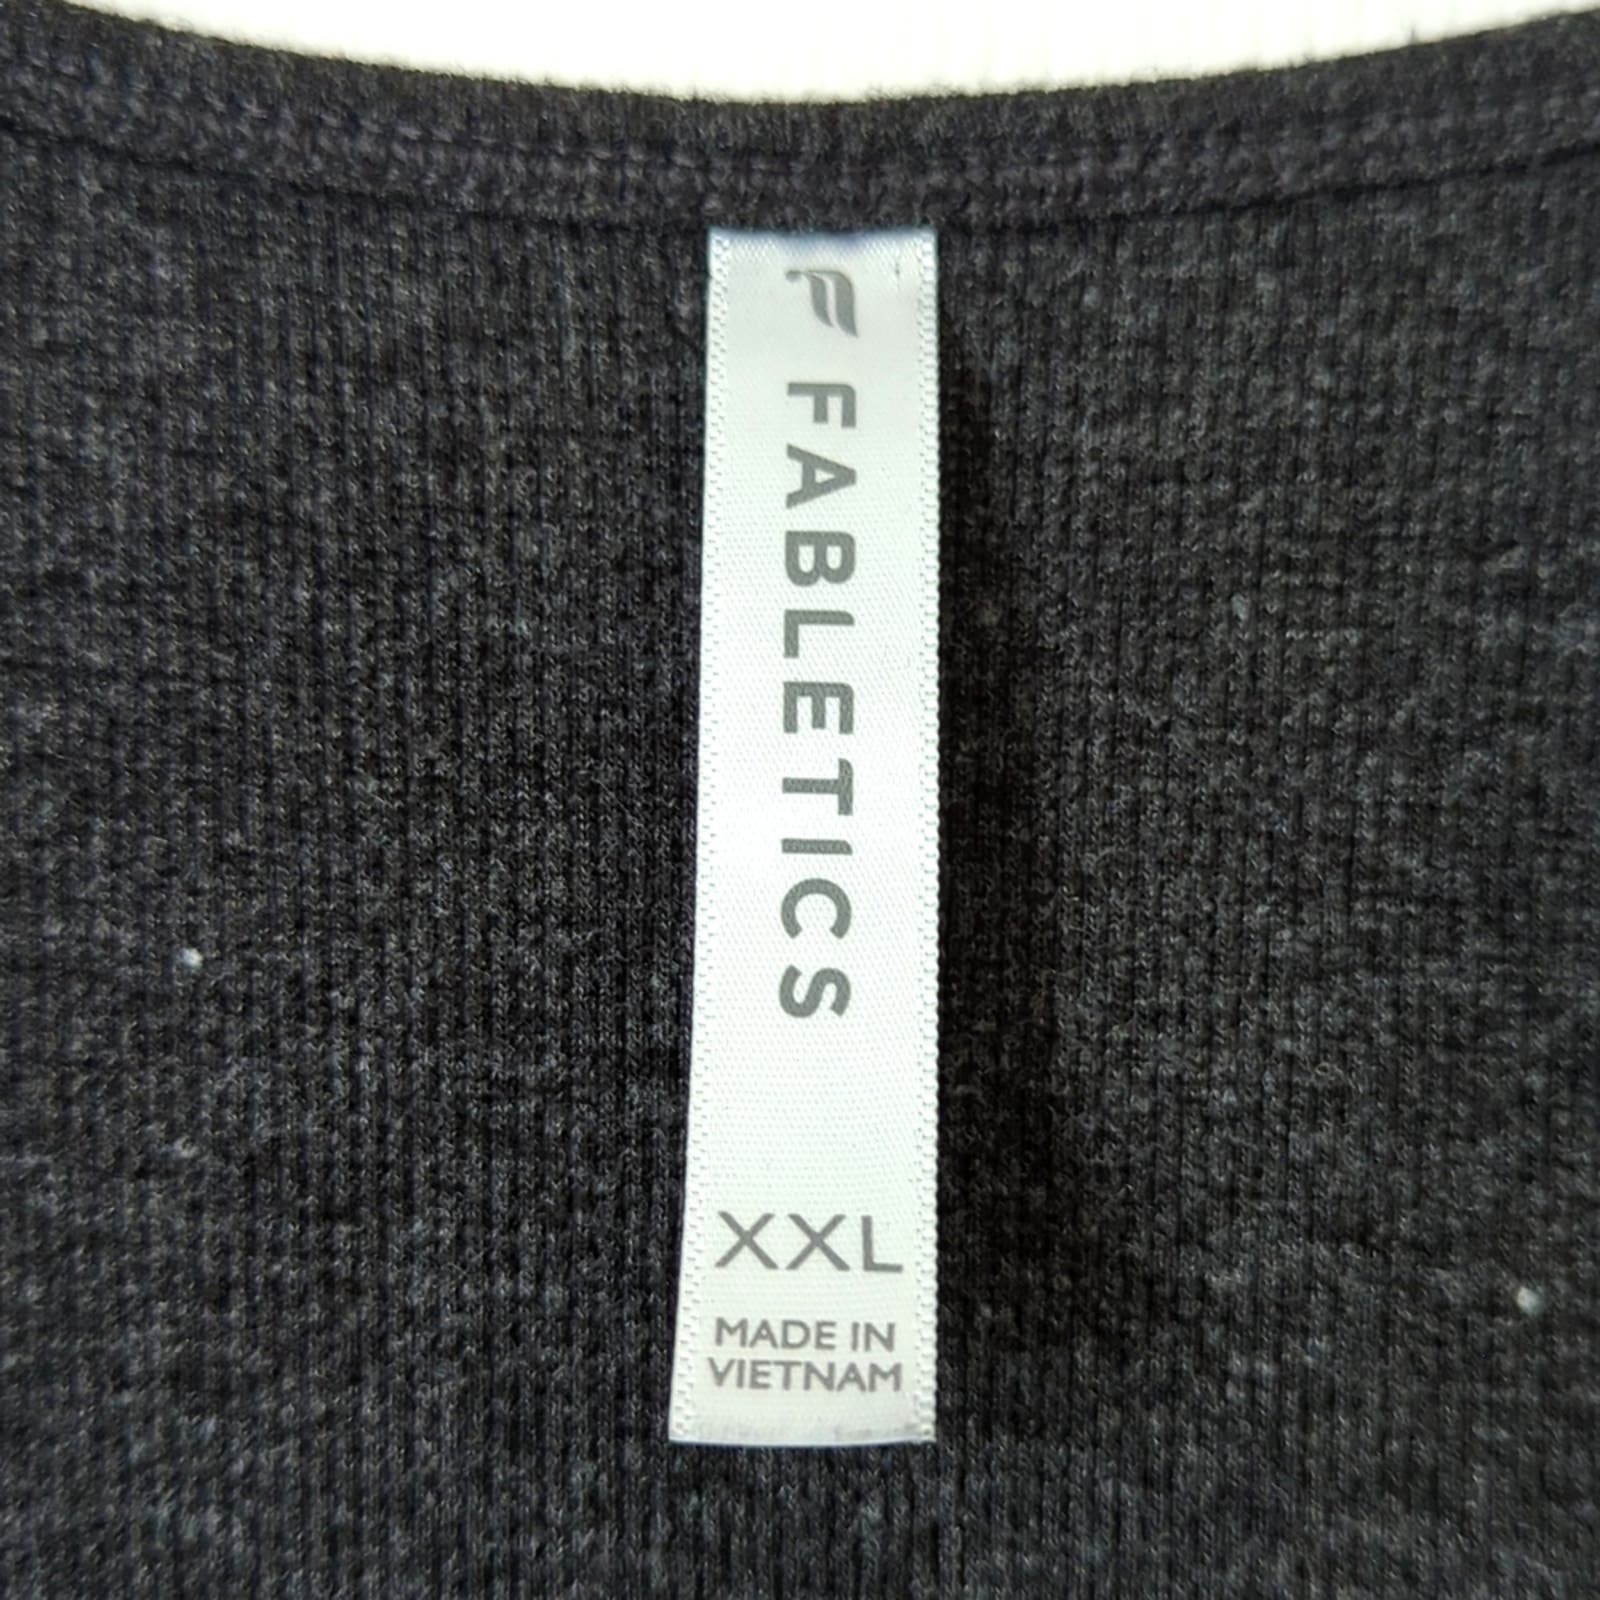 FABLETICS
XXL
MADE IN
VIETNAM